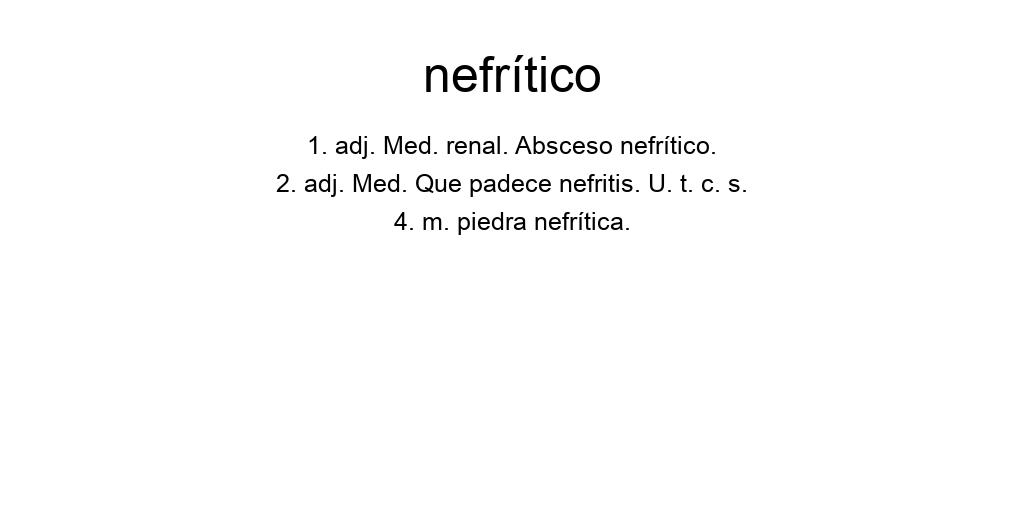 nefrítico
1. adj. Med. renal. Absceso nefrítico.
2. adj. Med. Que padece nefritis. U. t. c. s.
4. m. piedra nefrítica.